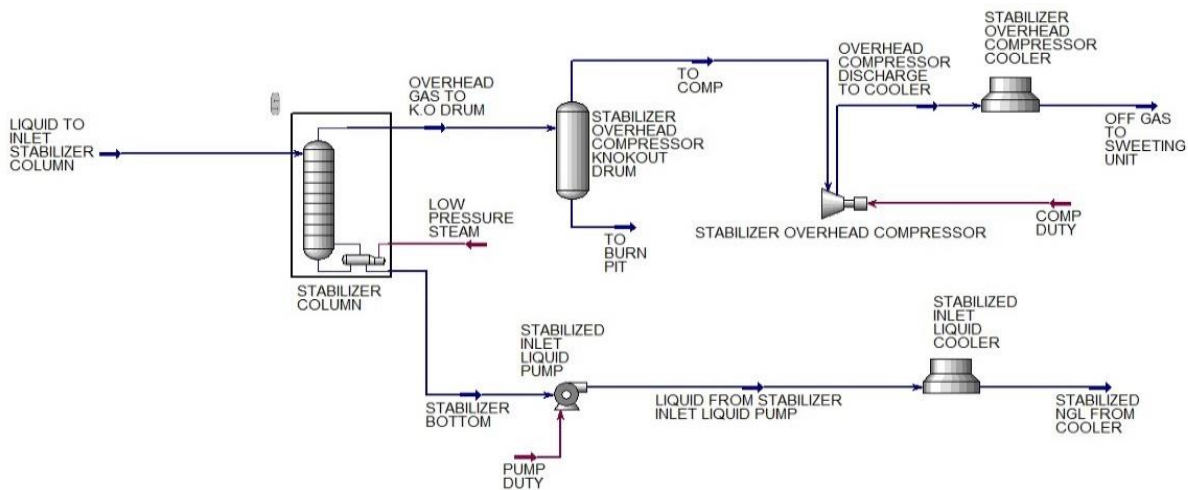 LIQUID TO
INLET
STABILIZER
COLUMN
OVERHEAD
GAS TO
K.O DRUM
LOW
PRESSURE
STEAM
STABILIZER
COLUMN
TO
COMP
STABILIZER
OVERHEAD
COMPRESSOR
KNOKOUT
DRUM
TO
BURN
PIT
OVERHEAD
COMPRESSOR
DISCHARGE
TO COOLER
STABILIZER
OVERHEAD
COMPRESSOR
COOLER
OFF GAS
TO
SWEETING
UNIT
STABILIZER OVERHEAD COMPRESSOR
COMP
DUTY
STABILIZER
BOTTOM
STABILIZED
INLET
LIQUID
PUMP
PUMP
DUTY
LIQUID FROM STABILIZER
INLET LIQUID PUMP
STABILIZED
INLET
LIQUID
COOLER
STABILIZED
NGL FROM
COOLER